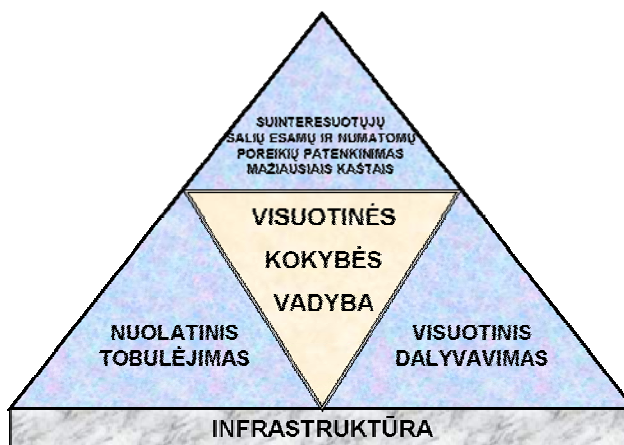 SUINTERESUOTŲJŲ
ŠALIŲ ESAMŲ IR NUMATOMŲ
POREIKIŲ PATENKINIMAS
MAŽIAUSIAIS KAŠTAIS
VISUOTINĖS
KOKYBĖS
VADYBA
NUOLATINIS
TOBULĖJIMAS
VISUOTINIS
DALYVAVIMAS
INFRASTRUKTŪRA